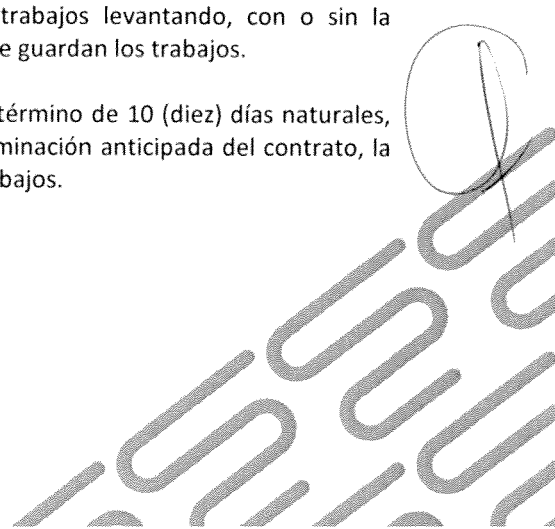 trabajos levantando, con o sin la
e guardan los trabajos.
término de 10 (diez) días naturales,
minación anticipada del contrato, la
bajos.